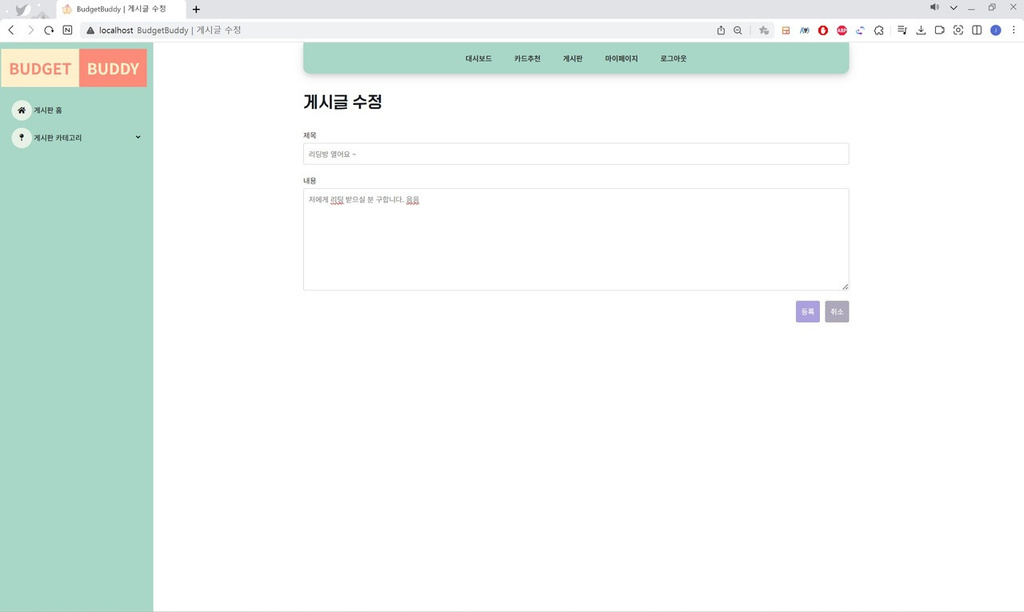 BudgetBuddy | 게시글 수정
localhost BudgetBuddy | 게시글 수정
BUDGET BUDDY
게시판 홈
게시판 카테고리
대시보드 카드추천 게시판 마이페이지 로그아웃
게시글 수정
제목
리딩방 열어요 ~
내용
저에게 리딩 받으실 분 구합니다.
등록 취소